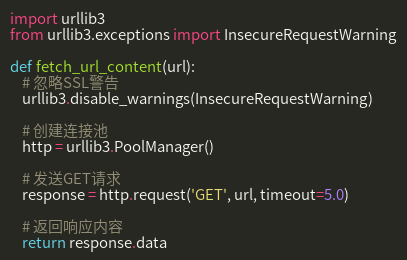 import urllib3
from urllib3.exceptions import InsecureRequestWarning
def fetch_url_content(url):
# 忽略SSL警告
urllib3.disable_warnings(InsecureRequestWarning)
# 创建连接池
http = urllib3.PoolManager()
# 发送GET请求
response = http.request('GET', url, timeout=5.0)
# 返回响应内容
return response.data